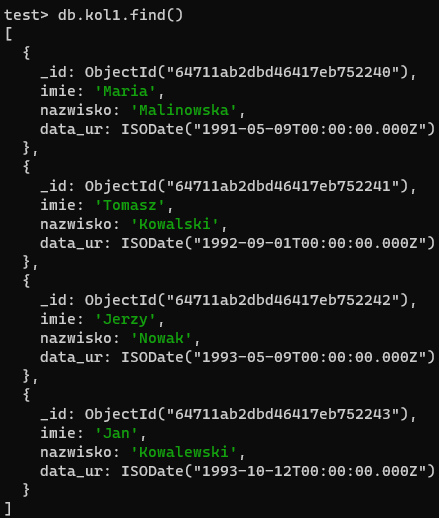 test> db.kol1.find()
[
  {
    _id: ObjectId("64711ab2dbd46417eb752240"),
    imie: 'Maria',
    nazwisko: 'Malinowska',
    data_ur: ISODate("1991-05-09T00:00:00.000Z")
  },
  {
    _id: ObjectId("64711ab2dbd46417eb752241"),
    imie: 'Tomasz',
    nazwisko: 'Kowalski',
    data_ur: ISODate("1992-09-01T00:00:00.000Z")
  },
  {
    _id: ObjectId("64711ab2dbd46417eb752242"),
    imie: 'Jerzy',
    nazwisko: 'Nowak',
    data_ur: ISODate("1993-05-09T00:00:00.000Z")
  },
  {
    _id: ObjectId("64711ab2dbd46417eb752243"),
    imie: 'Jan',
    nazwisko: 'Kowalewski',
    data_ur: ISODate("1993-10-12T00:00:00.000Z")
  }
]